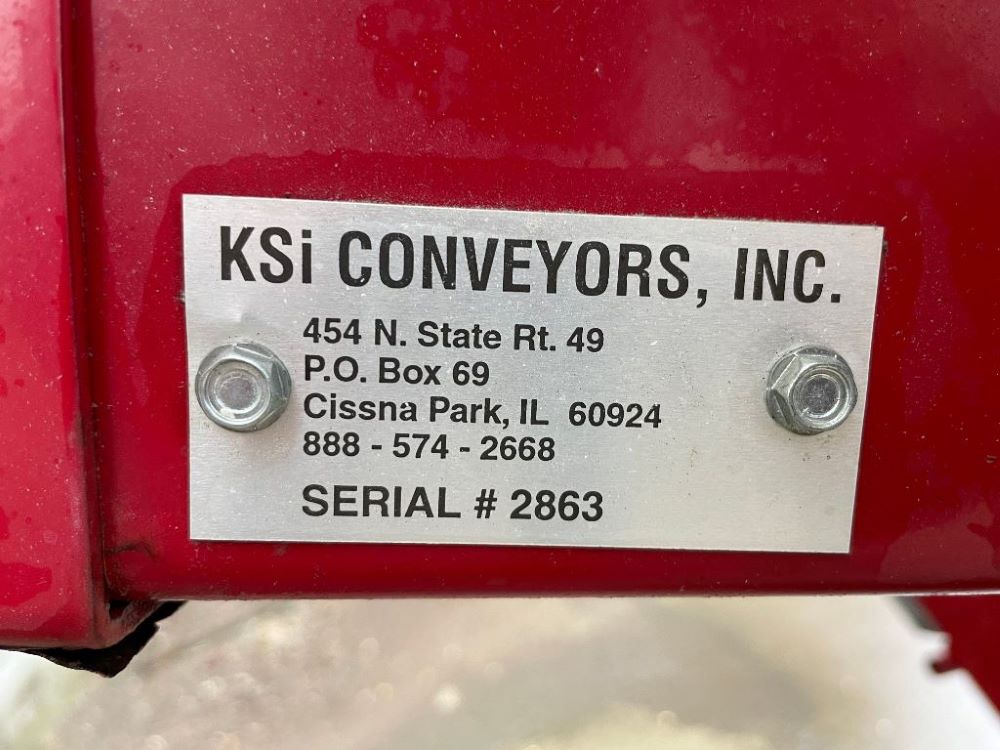 KSi CONVEYORS, INC.
454 N. State Rt. 49
P.O. Box 69
Cissna Park, IL 60924
888 - 574 - 2668
SERIAL # 2863